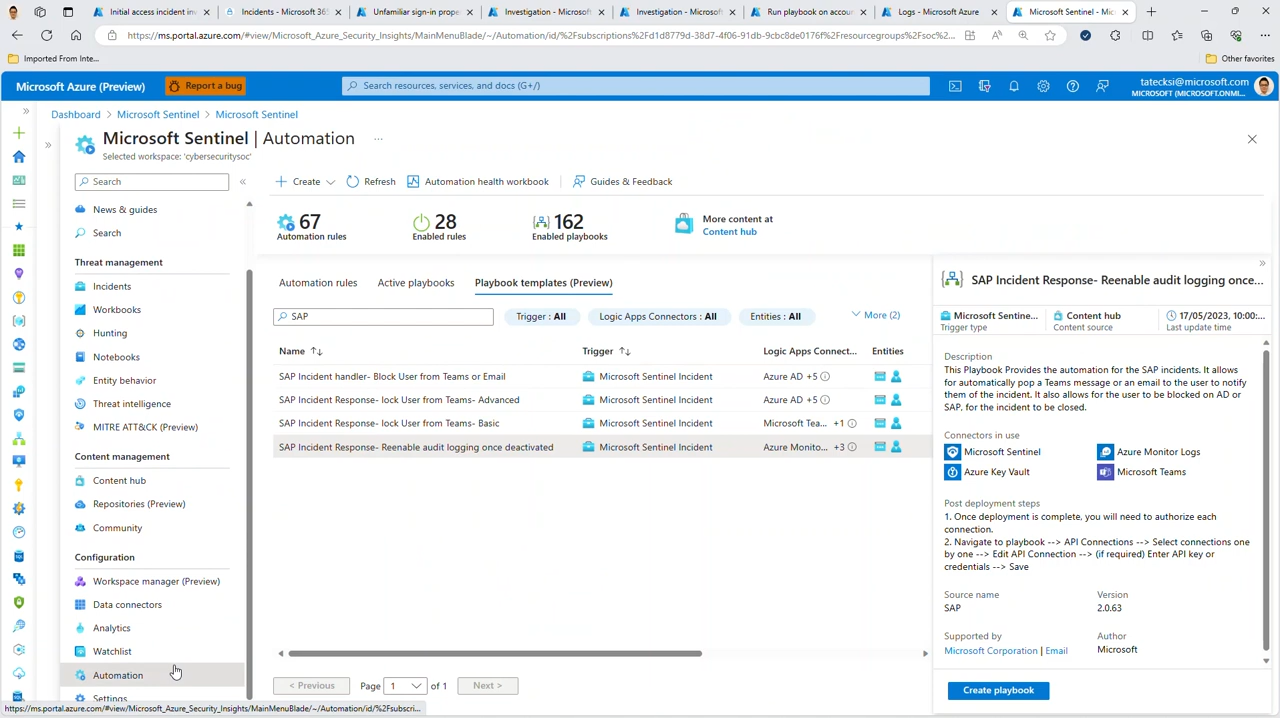 Initial access incident inv
Incidents - Microsoft 365
Unfamiliar sign-in proper
Investigation - Microsoft
Investigation - Microsoft
Run playbook on accou
Logs - Microsoft Azure
Microsoft Sentinel - Mic
https://ms.portal.azure.com/#view/Microsoft_Azure_Security_Insights/MainMenuBlade/~/Automation/id/%2Fsubscriptions%2Fd1d8779d-38d7-4f06-91db-9cbc8de0176f%2Fresourcegroups%2Fsoc...
Imported From Inte...
Other favorites
Microsoft Azure (Preview)
Report a bug
Search resources, services, and docs (G+/)
tatecksi@microsoft.com
MICROSOFT (MICROSOFT.ONMI...
Dashboard > Microsoft Sentinel > Microsoft Sentinel
Microsoft Sentinel | Automation ...
Selected workspace: 'cybersecuritysoc'
Search
News & guides
Search
Threat management
Incidents
Workbooks
Hunting
Notebooks
Entity behavior
Threat intelligence
MITRE ATT&CK (Preview)
Content management
Content hub
Repositories (Preview)
Community
Configuration
Workspace manager (Preview)
Data connectors
Analytics
Watchlist
Automation
Settings
Create
Refresh
Automation health workbook
Guides & Feedback
67
Automation rules
28
Enabled rules
162
Enabled playbooks
More content at
Content hub
Automation rules
Active playbooks
Playbook templates (Preview)
SAP
Trigger : All
Logic Apps Connectors : All
Entities : All
More (2)
Name Trigger Logic Apps Connect... Entities
SAP Incident handler- Block User from Teams or Email Microsoft Sentinel Incident Azure AD +5
SAP Incident Response- lock User from Teams- Advanced Microsoft Sentinel Incident Azure AD +5
SAP Incident Response- lock User from Teams- Basic Microsoft Sentinel Incident Microsoft Tea... +1
SAP Incident Response- Reenable audit logging once deactivated Microsoft Sentinel Incident Azure Monito... +3
< Previous
Page 1 of 1
Next >
SAP Incident Response- Reenable audit logging once...
Microsoft Sentine...
Trigger type
Content hub
Content source
17/05/2023, 10:00:...
Last update time
Description
This Playbook Provides the automation for the SAP incidents. It allows
for automatically pop a Teams message or an email to the user to notify
them of the incident. It also allows for the user to be blocked on AD or
SAP, for the incident to be closed.
Connectors in use
Microsoft Sentinel
Azure Monitor Logs
Azure Key Vault
Microsoft Teams
Post deployment steps
1. Once deployment is complete, you will need to authorize each
connection.
2. Navigate to playbook --> API Connections --> Select connections one
by one --> Edit API Connection --> (if required) Enter API key or
credentials --> Save
Source name
SAP
Version
2.0.63
Supported by
Microsoft Corporation | Email
Author
Microsoft
Create playbook
https://ms.portal.azure.com/#view/Microsoft_Azure_Security_Insights/MainMenuBlade/~/Automation/id/%2Fsubscri...